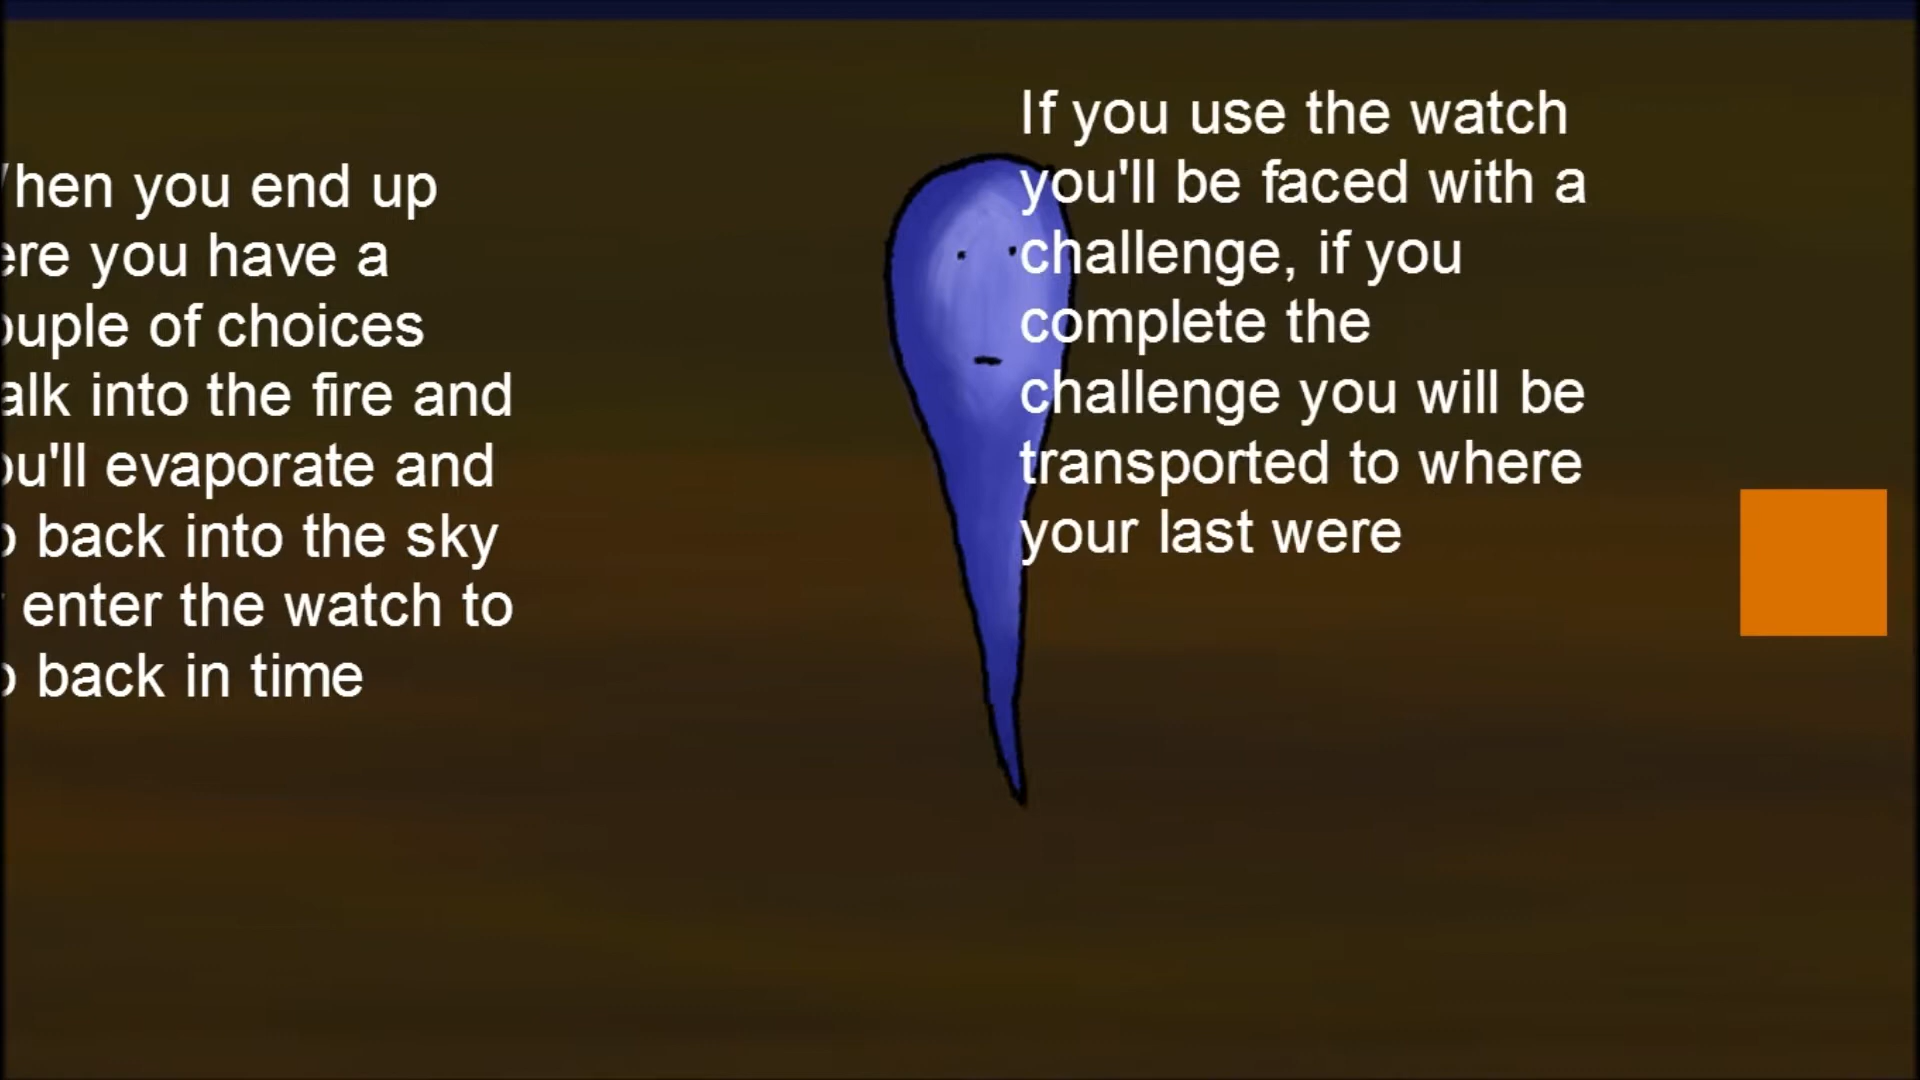 hen you end up
ere you have a
ouple of choices
alk into the fire and
ou'll evaporate and
o back into the sky
enter the watch to
o back in time
If you use the watch
you'll be faced with a
challenge, if you
complete the
challenge you will be
transported to where
your last were